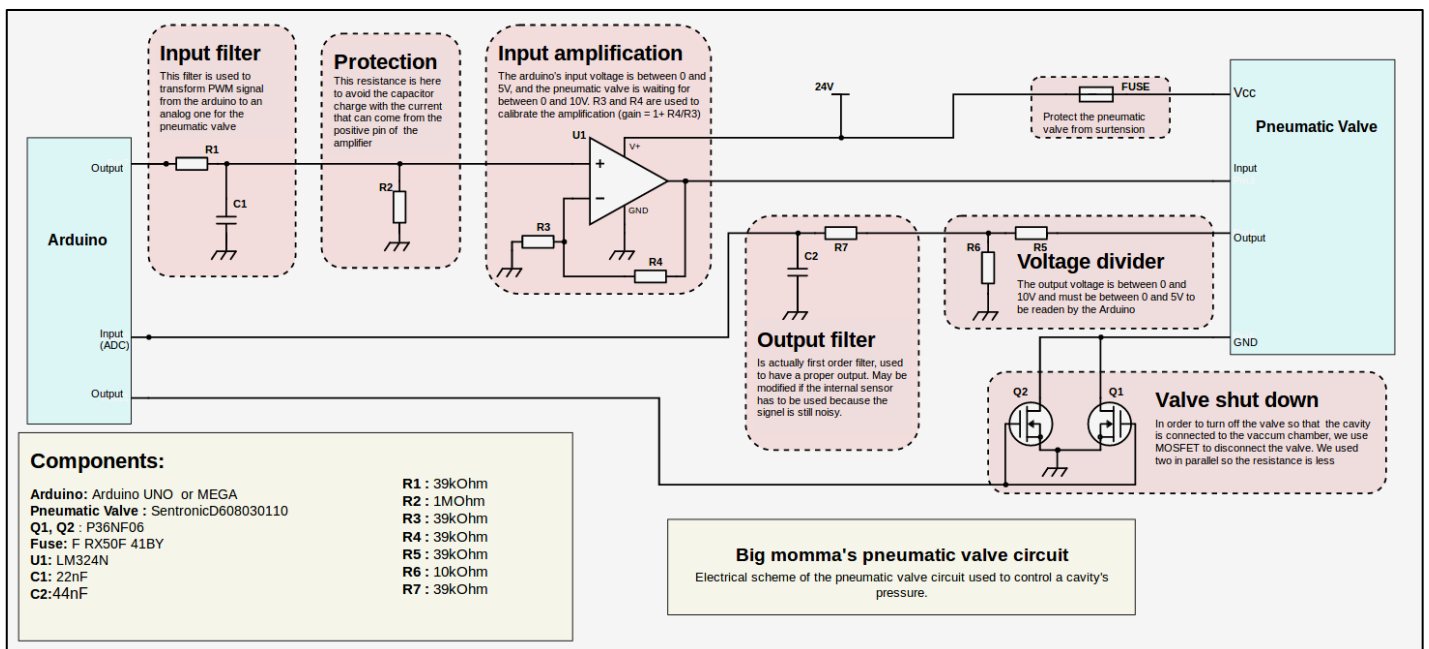 Input filter
This filter is used to
transform PWM signal
from the arduino to an
analog one for the
pneumatic valve
R1
C1
Protection
This resistance is here
to avoid the capacitor
charge with the current
that can come from the
positive pin of the
amplifier
R2
Input amplification
The arduino's input voltage is between 0 and
5V, and the pneumatic valve is waiting for
between 0 and 10V. R3 and R4 are used to
calibrate the amplification (gain = 1+ R4/R3)
U1
V+
+
−
GND
R3
R4
24V
FUSE
Protect the pneumatic
valve from surtension
Vcc
Pneumatic Valve
Input
Output
GND
Output
Arduino
Input
(ADC)
Output
C2
R7
Output filter
Is actually first order filter, used
to have a proper output. May be
modified if the internal sensor
has to be used because the
signel is still noisy.
R6
R5
Voltage divider
The output voltage is between 0 and
10V and must be between 0 and 5V to
be readen by the Arduino
Q2
Q1
Valve shut down
In order to turn off the valve so that the cavity
is connected to the vaccum chamber, we use
MOSFET to disconnect the valve. We used
two in parallel so the resistance is less
Components:
Arduino: Arduino UNO or MEGA
Pneumatic Valve : SentronicD608030110
Q1, Q2 : P36NF06
Fuse: F RX50F 41BY
U1: LM324N
C1: 22nF
C2:44nF
R1 : 39kOhm
R2 : 1MOhm
R3 : 39kOhm
R4 : 39kOhm
R5 : 39kOhm
R6 : 10kOhm
R7 : 39kOhm
Big momma's pneumatic valve circuit
Electrical scheme of the pneumatic valve circuit used to control a cavity's
pressure.